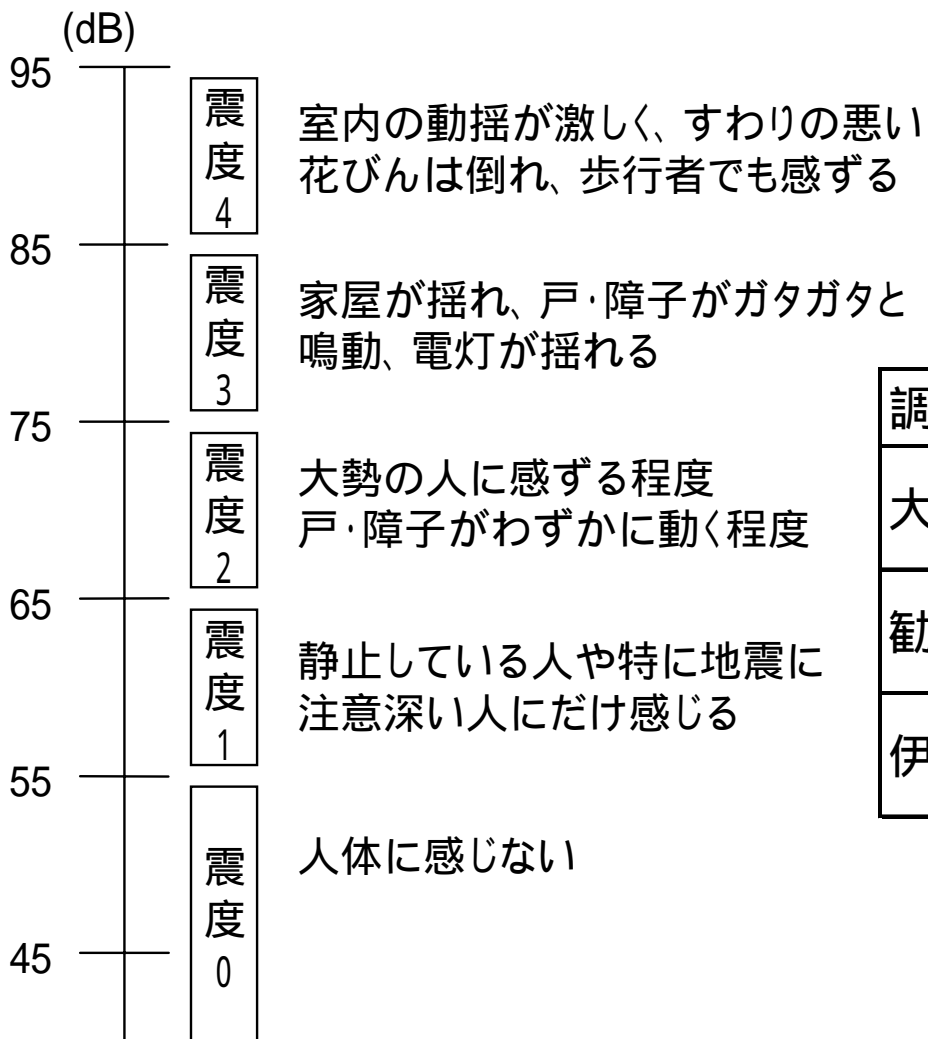 (dB)
95
震度4
室内の動揺が激しく、すわりの悪い
花びんは倒れ、歩行者でも感ずる
85
震度3
家屋が揺れ、戸・障子がガタガタと
鳴動、電灯が揺れる
75
震度2
大勢の人に感ずる程度
戸・障子がわずかに動く程度
65
震度1
静止している人や特に地震に
注意深い人にだけ感じる
55
震度0
人体に感じない
45
調
大
勧
伊